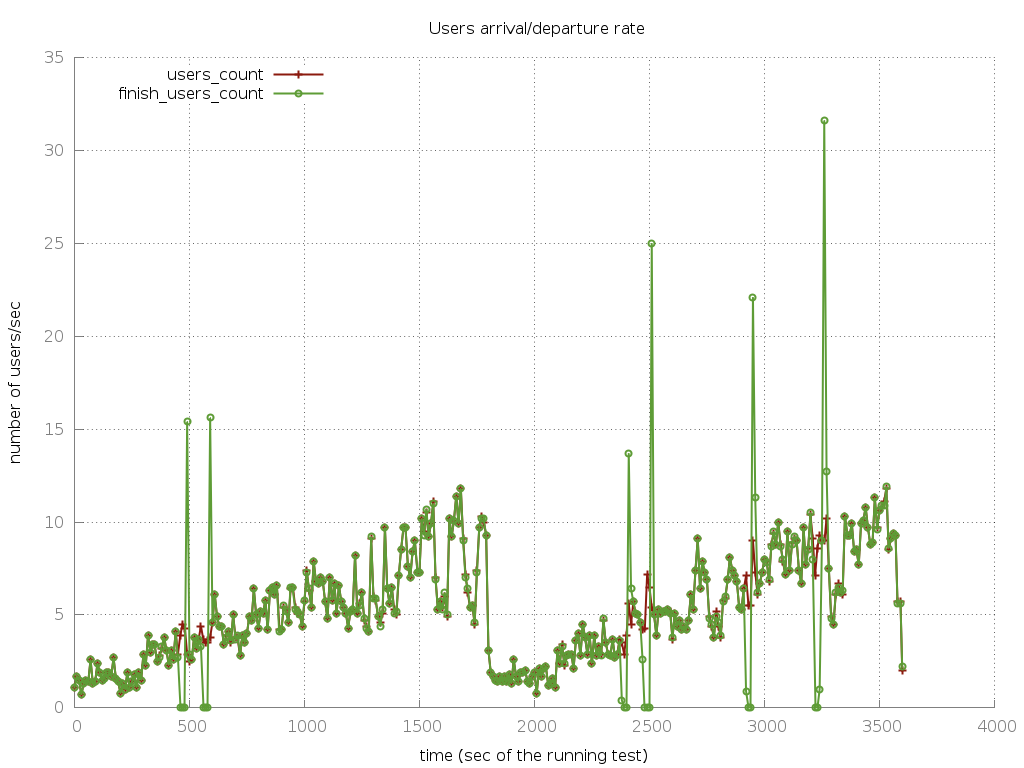 Users arrival/departure rate
users_count
finish_users_count
number of users/sec
35
30
25
20
15
10
5
0
0 500 1000 1500 2000 2500 3000 3500 4000
time (sec of the running test)